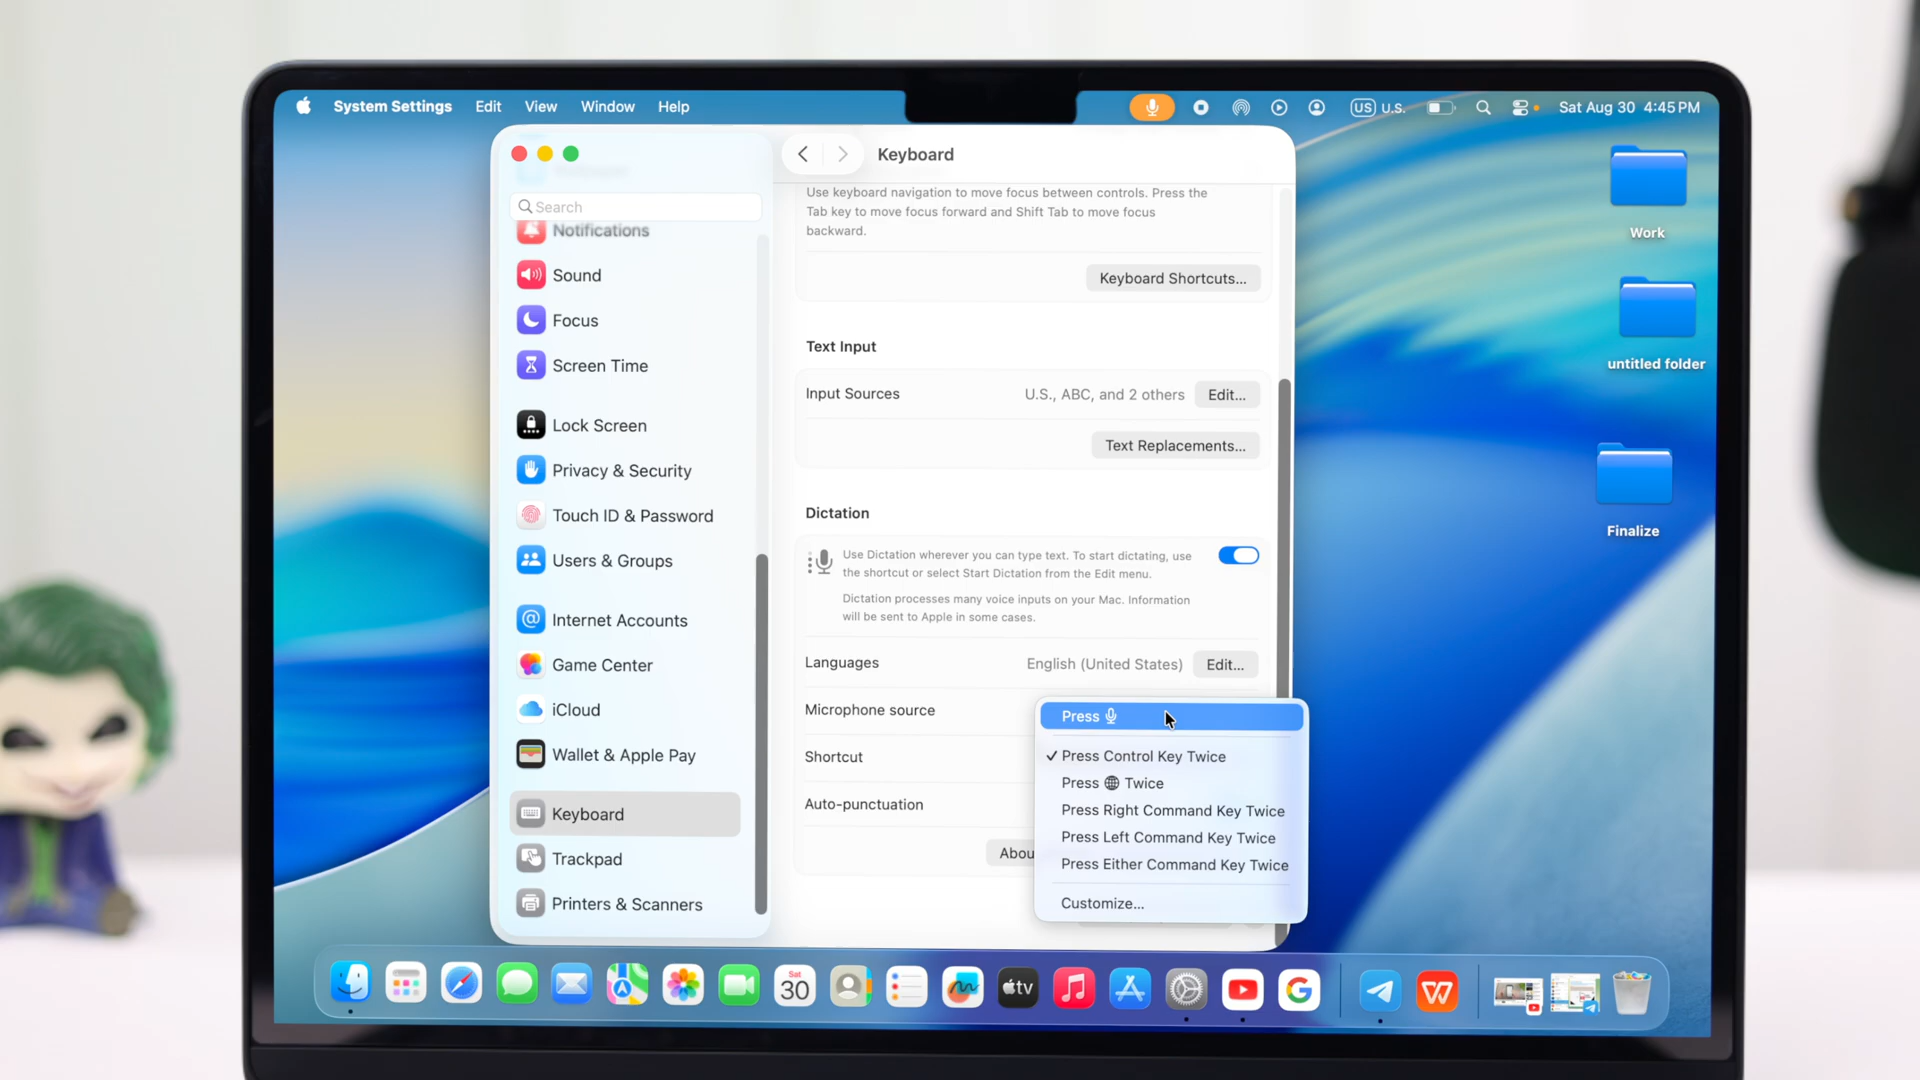 System Settings Edit View Window Help
US U.S. Sat Aug 30 4:45 PM
Search
Notifications
Sound
Focus
Screen Time
Lock Screen
Privacy & Security
Touch ID & Password
Users & Groups
Internet Accounts
Game Center
iCloud
Wallet & Apple Pay
Keyboard
Trackpad
Printers & Scanners
Keyboard
Use keyboard navigation to move focus between controls. Press the
Tab key to move focus forward and Shift Tab to move focus
backward.
Keyboard Shortcuts...
Text Input
Input Sources U.S., ABC, and 2 others Edit...
Text Replacements...
Dictation
Use Dictation wherever you can type text. To start dictating, use
the shortcut or select Start Dictation from the Edit menu.
Dictation processes many voice inputs on your Mac. Information
will be sent to Apple in some cases.
Languages English (United States) Edit...
Microphone source
Shortcut
Auto-punctuation
Abou
Press
✓ Press Control Key Twice
Press Twice
Press Right Command Key Twice
Press Left Command Key Twice
Press Either Command Key Twice
Customize...
Work
untitled folder
Finalize
Sat
30
tv